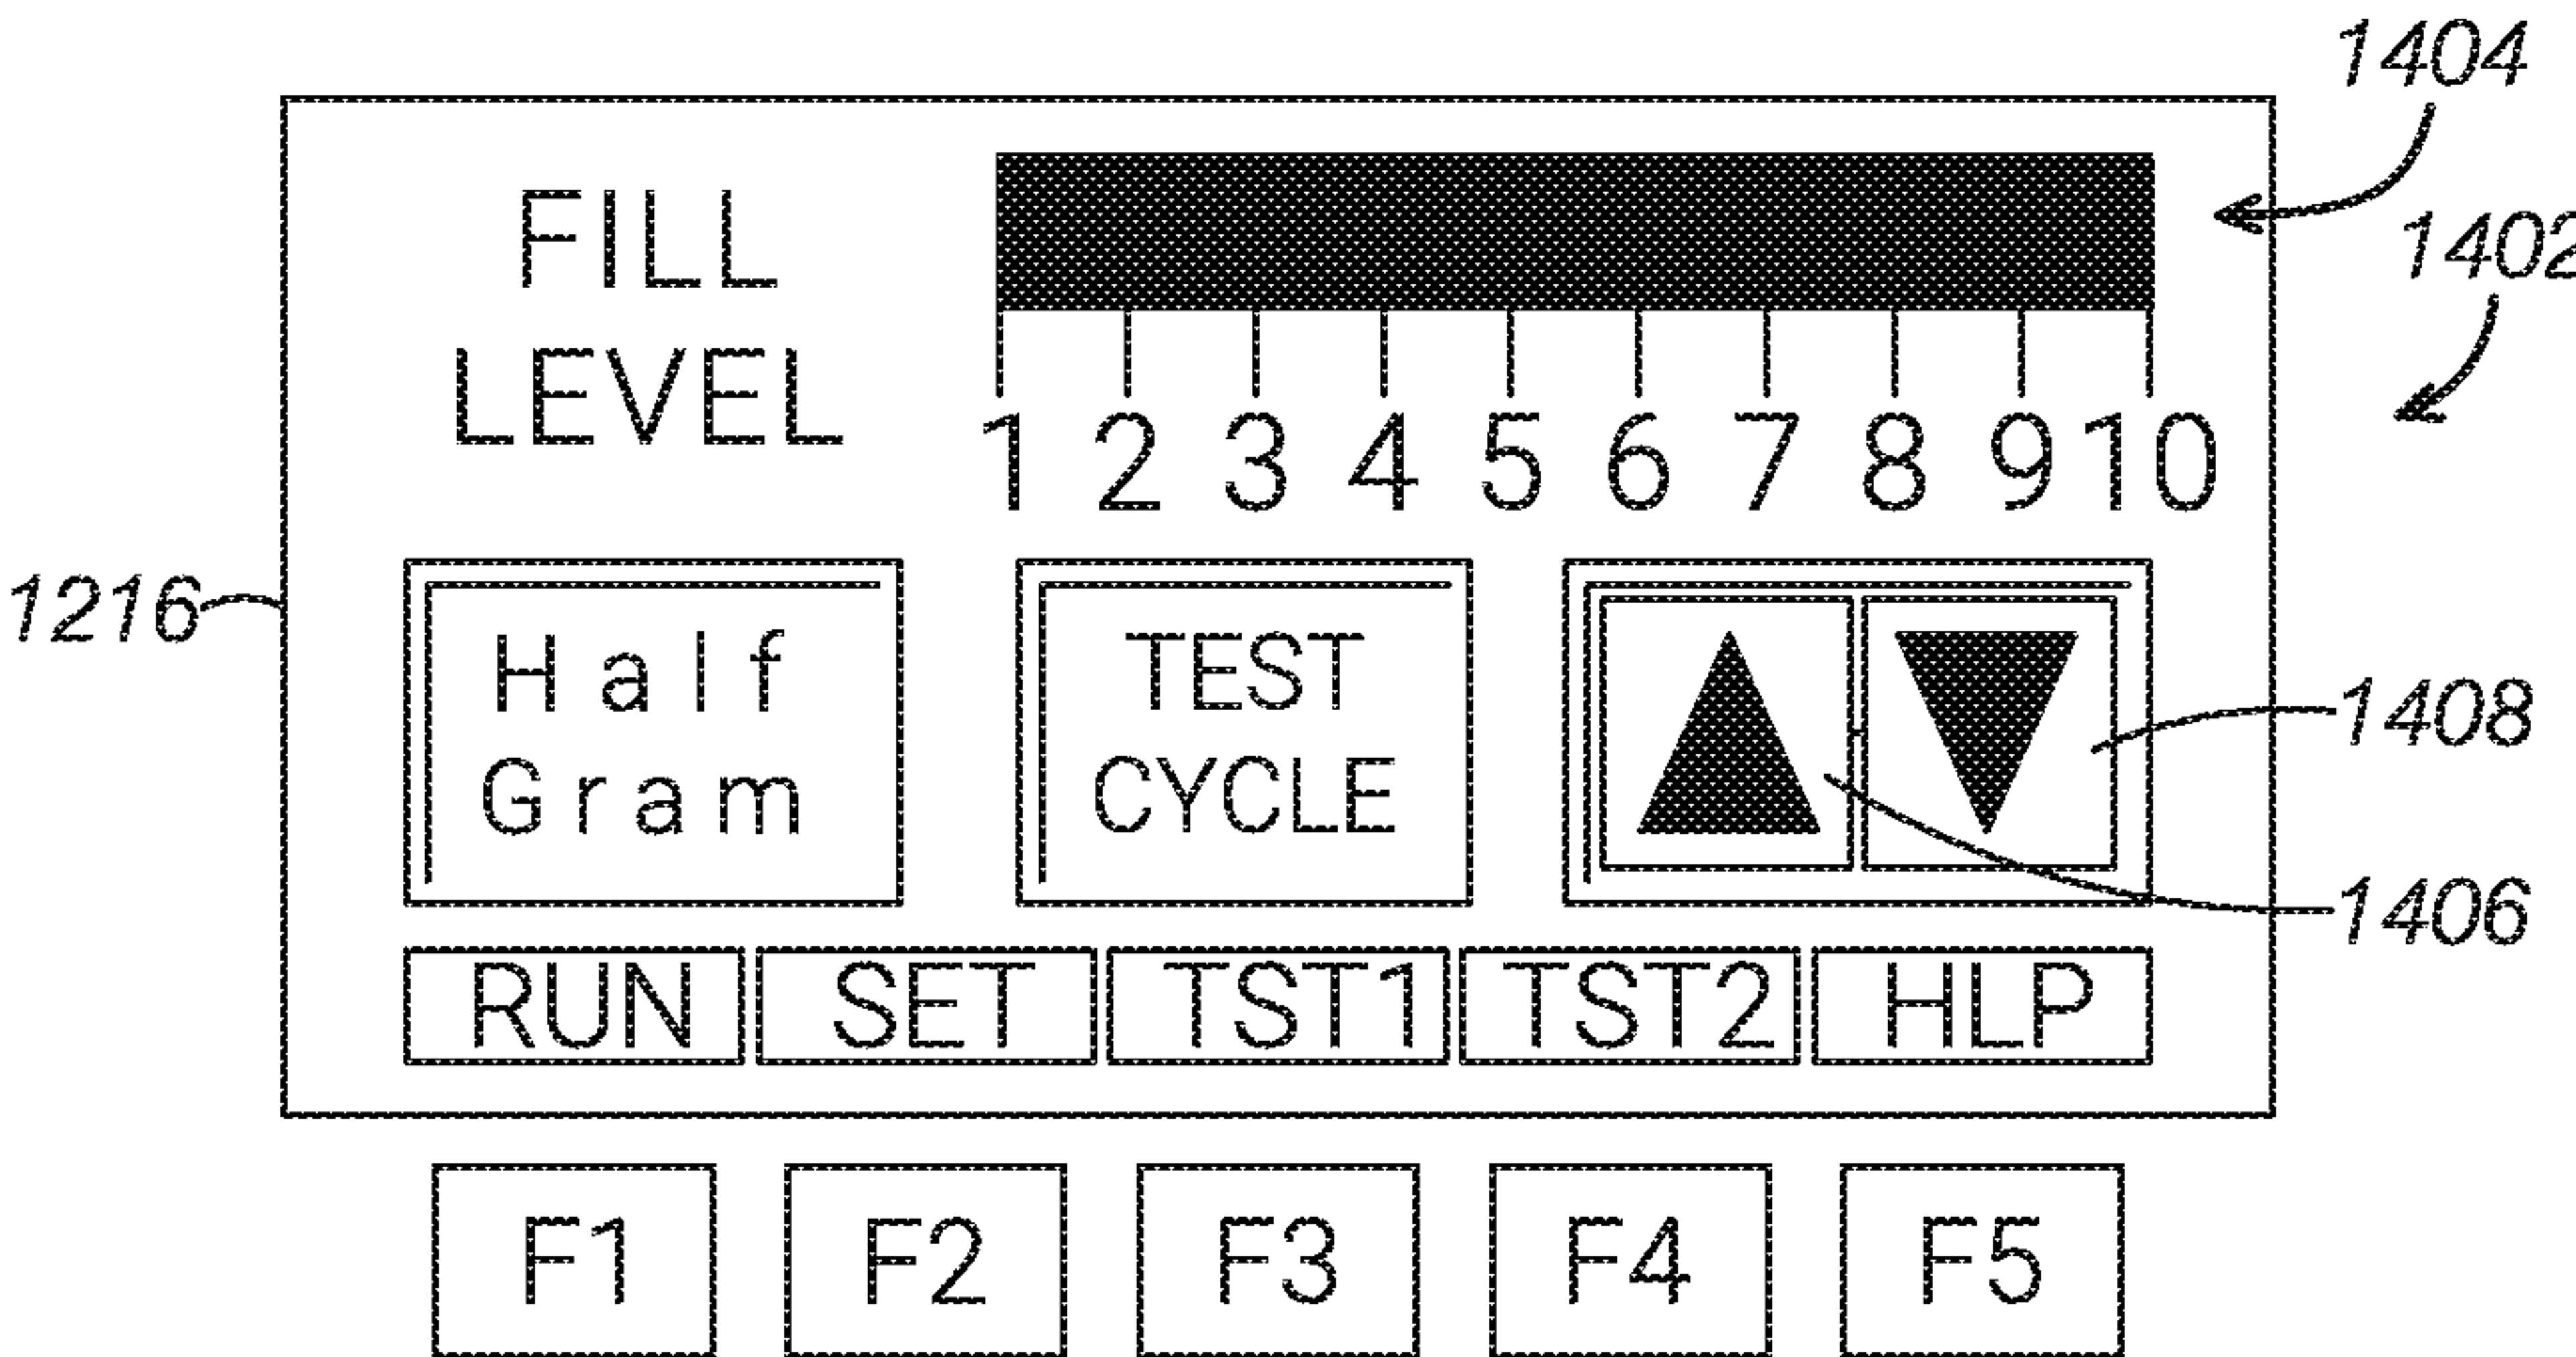 1404
FILL
LEVEL
1402
1 2 3 4 5 6 7 8 9 10
1216
Half
Gram
TEST
CYCLE
1408
1406
RUN SET TST1 TST2 HLP
F1 F2 F3 F4 F5